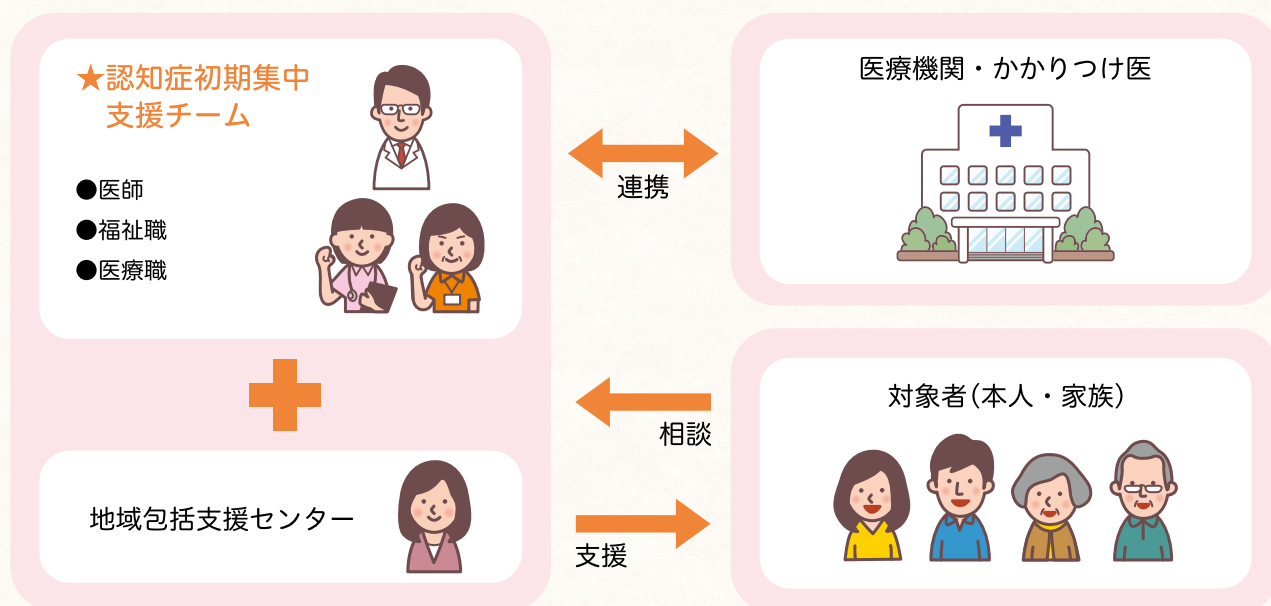 ★認知症初期集中
支援チーム
●医師
●福祉職
●医療職
地域包括支援センター
連携
相談
支援
医療機関・かかりつけ医
対象者(本人・家族)